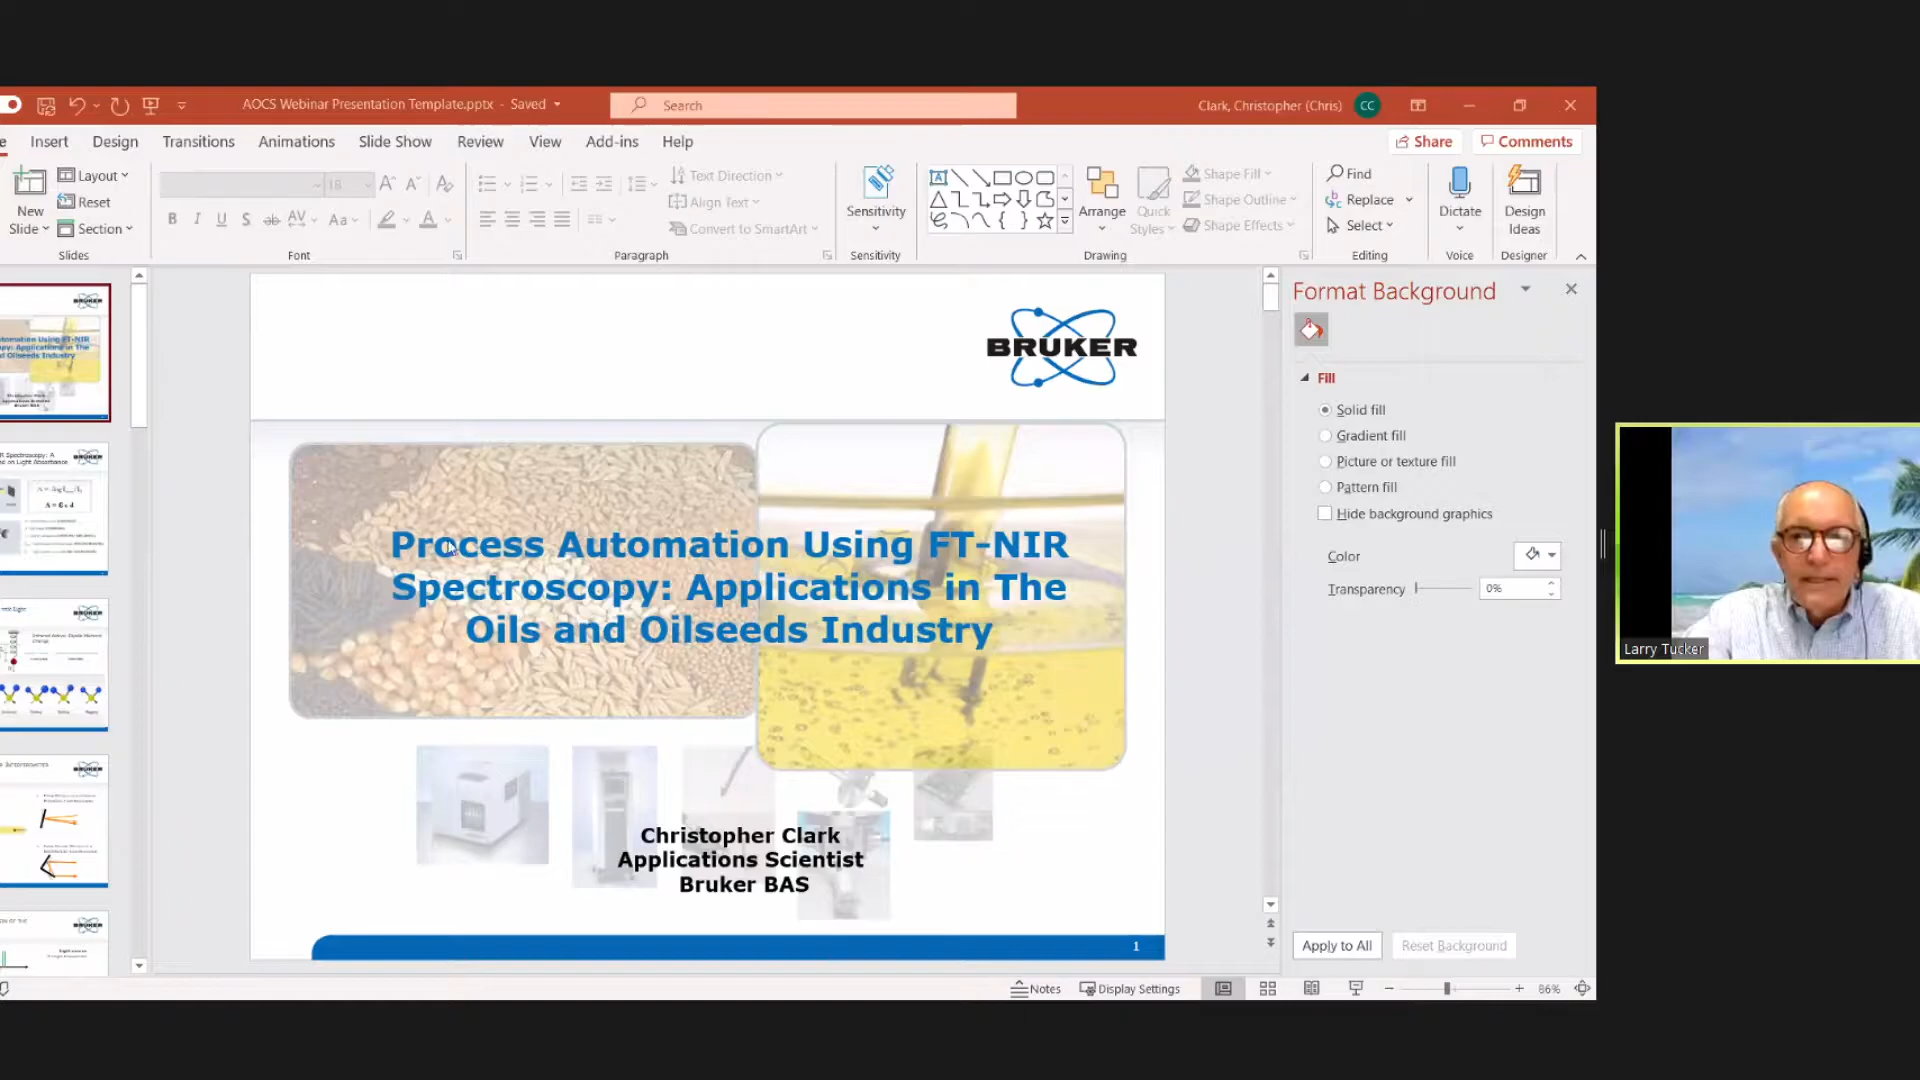 AOCS Webinar Presentation Template.pptx - Saved
Search
Clark, Christopher (Chris)
CC
Insert Design Transitions Animations Slide Show Review View Add-ins Help
Share
Comments
New
Slide
Layout
Reset
Section
Slides
18
B I U S ab AV Aa A
Font
Text Direction
Align Text
Convert to SmartArt
Paragraph
Sensitivity
Sensitivity
Arrange
Quick
Styles
Shape Fill
Shape Outline
Shape Effects
Drawing
Find
Replace
Select
Editing
Dictate
Voice
Design
Ideas
Designer
BRUKER
Process Automation Using FT-NIR
Spectroscopy: Applications in The
Oils and Oilseeds Industry
Christopher Clark
Applications Scientist
Bruker BAS
1
Format Background
Fill
Solid fill
Gradient fill
Picture or texture fill
Pattern fill
Hide background graphics
Color
Transparency
0%
Apply to All
Reset Background
Notes
Display Settings
86%
Larry Tucker